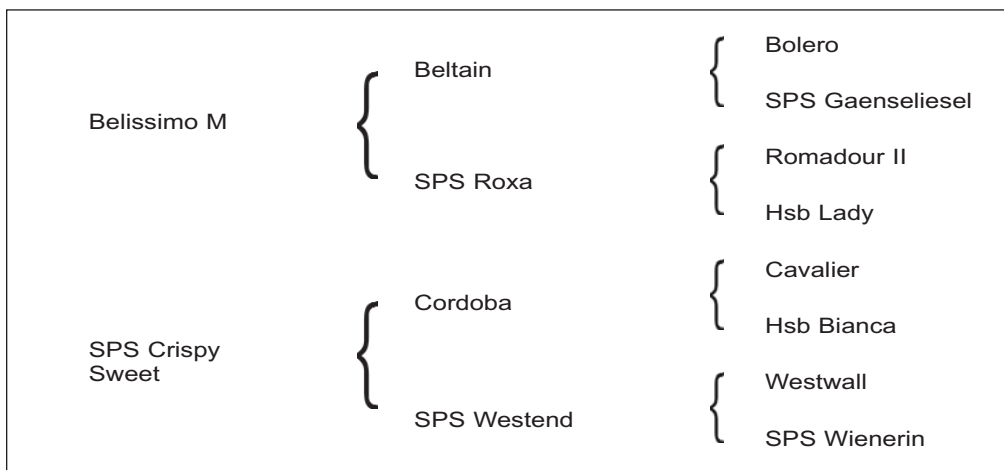 Bolero
Beltain
SPS Gaenseliesel
Belissimo M
Romadour II
SPS Roxa
Hsb Lady
Cavalier
Cordoba
Hsb Bianca
SPS Crispy
Sweet
Westwall
SPS Westend
SPS Wienerin